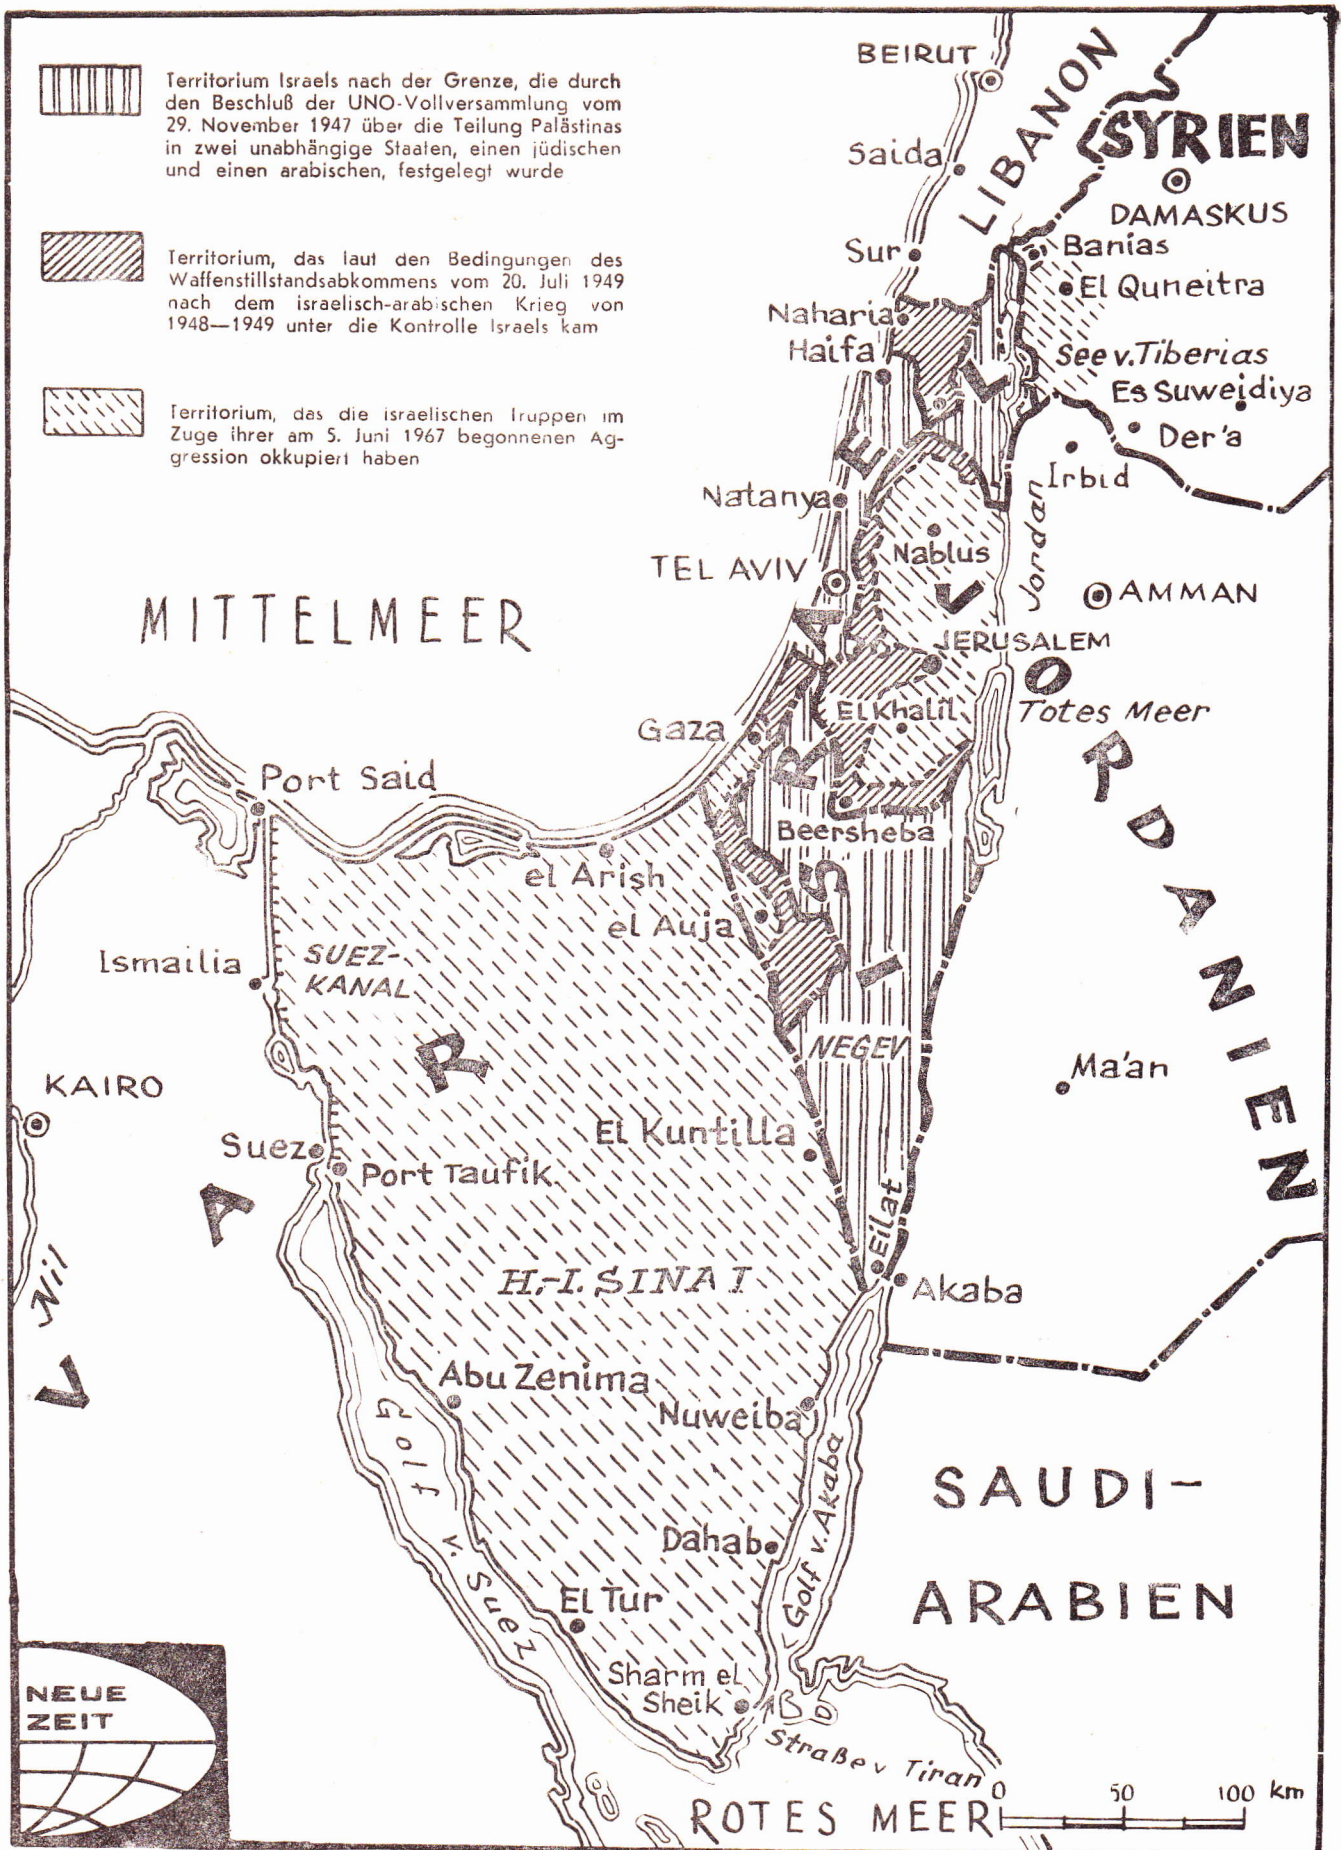 Territorium Israels nach der Grenze, die durch
den Beschluß der UNO-Vollversammlung vom
29. November 1947 über die Teilung Palästinas
in zwei unabhängige Staaten, einen jüdischen
und einen arabischen, festgelegt wurde
Territorium, das laut den Bedingungen des
Waffenstillstandsabkommens vom 20. Juli 1949
nach dem israelisch-arabischen Krieg von
1948—1949 unter die Kontrolle Israels kam
Territorium, das die israelischen Truppen im
Zuge ihrer am 5. Juni 1967 begonnenen Ag-
gression okkupiert haben
BEIRUT
LIBANON
SYRIEN
Saida
DAMASKUS
Sur
Banias
El Quneitra
Naharia
Haifa
See v. Tiberias
Es Suweidiya
Der'a
Irbid
Natanya
Nablus
Jordan
TEL AVIV
AMMAN
MITTELMEER
JERUSALEM
El Khalil
Totes Meer
Gaza
JORDANIEN
ISRAEL
Port Said
Beersheba
el Arish
el Auja
Ismailia
SUEZ-
KANAL
NEGEV
Ma'an
KAIRO
El Kuntilla
Suez
Port Taufik
VAR
Eilat
Akaba
H.-I. SINAI
Nil
Abu Zenima
Nuweiba
Golf v. Suez
Golf v. Akaba
SAUDI-
ARABIEN
Dahab
El Tur
Sharm el
Sheik
Straße v Tiran
NEUE
ZEIT
ROTES MEER
0 50 100 km